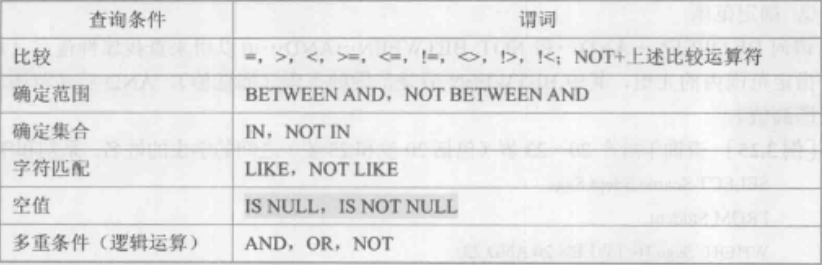 查询条件 谓词
比较 =，>，<，>=，<=，!=，<>，!>，!<；NOT+上述比较运算符
确定范围 BETWEEN AND，NOT BETWEEN AND
确定集合 IN，NOT IN
字符匹配 LIKE，NOT LIKE
空值 IS NULL，IS NOT NULL
多重条件（逻辑运算） AND，OR，NOT